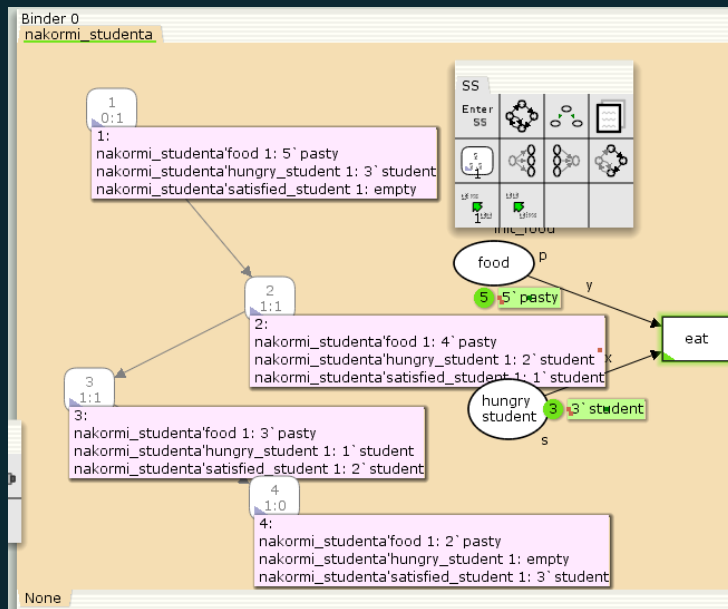 Binder 0
nakormi_studenta
1
0:1
1:
nakormi_studenta'food 1: 5`pasty
nakormi_studenta'hungry_student 1: 3`student
nakormi_studenta'satisfied_student 1: empty
SS
Enter
SS
1
1
init_food
food
p
y
5
5`pasty
eat
2
1:1
2:
nakormi_studenta'food 1: 4`pasty
nakormi_studenta'hungry_student 1: 2`student
nakormi_studenta'satisfied_student 1: 1`student
x
hungry
student
3
3`student
s
3
1:1
3:
nakormi_studenta'food 1: 3`pasty
nakormi_studenta'hungry_student 1: 1`student
nakormi_studenta'satisfied_student 1: 2`student
4
1:0
4:
nakormi_studenta'food 1: 2`pasty
nakormi_studenta'hungry_student 1: empty
nakormi_studenta'satisfied_student 1: 3`student
None